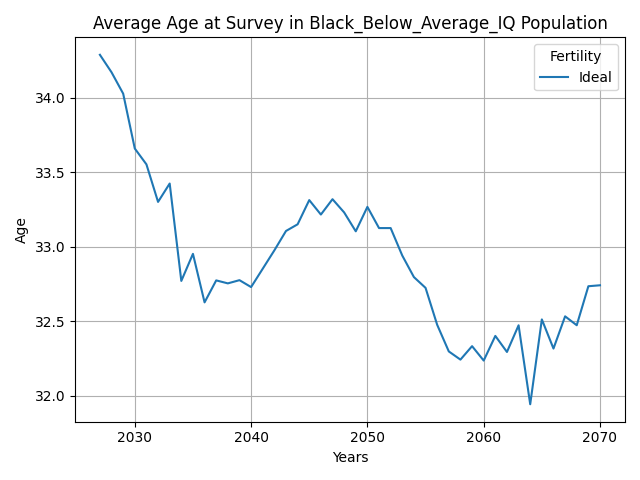 Average Age at Survey in Black_Below_Average_IQ Population
Fertility
Ideal
34.0
33.5
33.0
32.5
32.0
Age
2030 2040 2050 2060 2070
Years